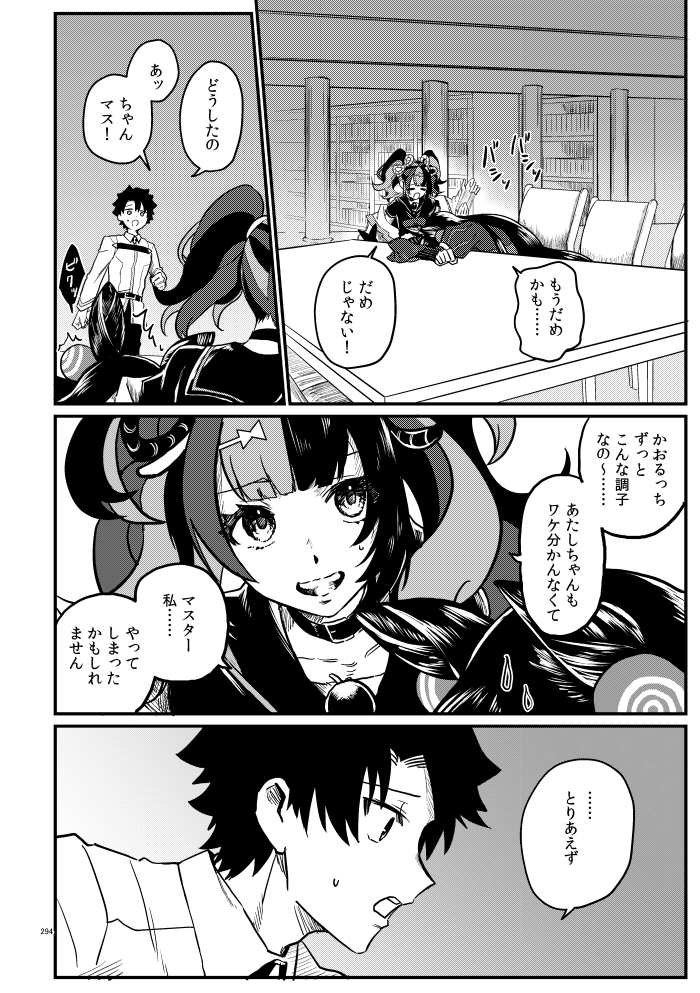 バシッ
バシッ
もうだめ
かも……
だめ
じゃない！
どうしたの
あッ
ちゃん
マス！
ビクッ
かおるっち
ずっと
こんな調子
なの～……
あたしちゃんも
ワケ分かんなくて
マスター
私……
やって
しまった
かもしれ
ません
……
とりあえず
294